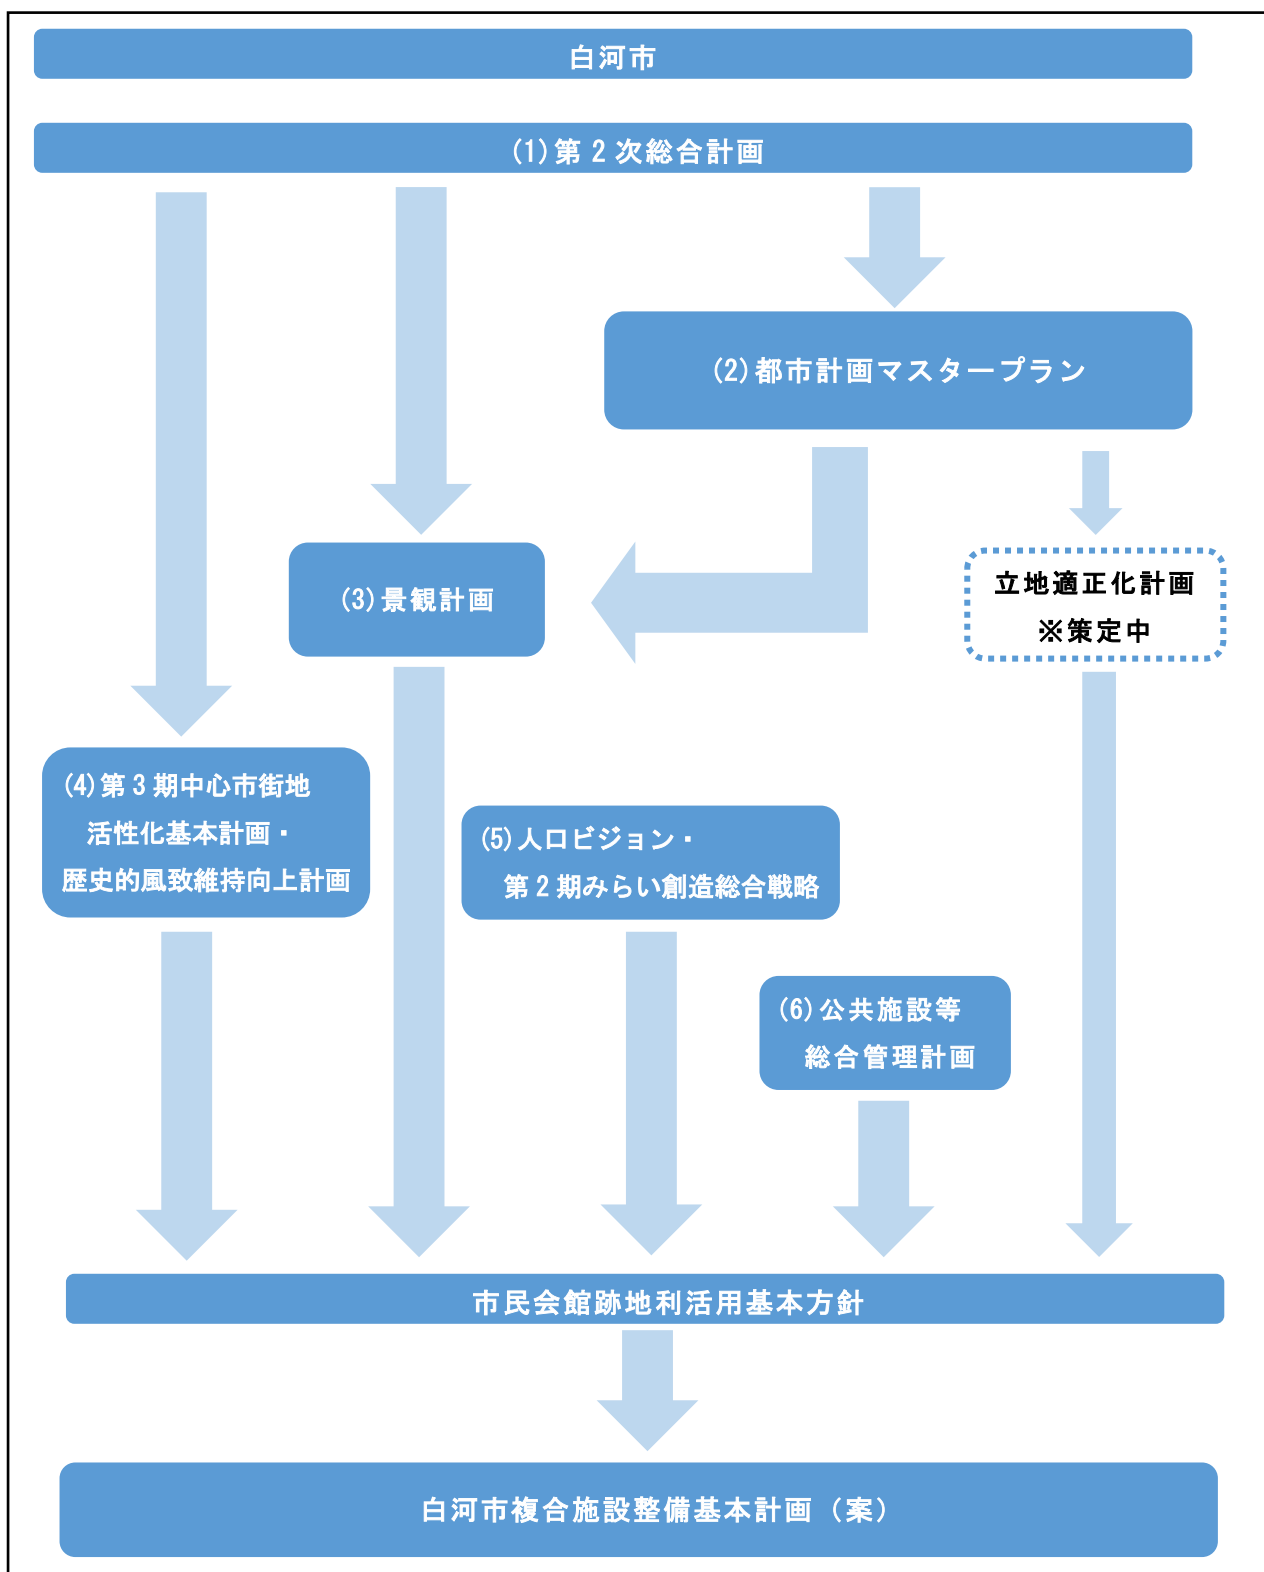 白河市
(1)第2次総合計画
(2)都市計画マスタープラン
(3)景観計画
立地適正化計画
※策定中
(4)第3期中心市街地
活性化基本計画・
歴史的風致維持向上計画
(5)人口ビジョン・
第2期みらい創造総合戦略
(6)公共施設等
総合管理計画
市民会館跡地利活用基本方針
白河市複合施設整備基本計画（案）